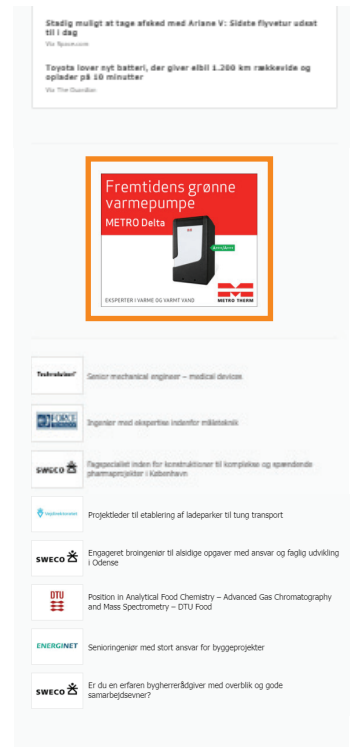 Stadig muligt at tage afsked med Ariane V: Sidste flyvetur udsat
til i dag
Via
Toyota lover nyt batteri, der giver elbil 1.200 km rækkevide og
oplader på 10 minutter
Via The Guardian
Fremtidens grønne
varmepumpe
METRO Delta
EKSPERTER I VARME OG VARMT VAND
METRO THERM
Senior mechanical engineer – medical devices
FORCE
Ingeniør med ekspertise indenfor måleteknik
SWECO
Fagspecialist inden for konstruktioner til komplekse og spændende
pharmaprojekter i København
Vejdirektoratet
Projektleder til etablering af ladeparker til tung transport
SWECO
Engageret broingeniør til alsidige opgaver med ansvar og faglig udvikling
i Odense
DTU
Position in Analytical Food Chemistry – Advanced Gas Chromatography
and Mass Spectrometry – DTU Food
ENERGINET
Senioringeniør med stort ansvar for byggeprojekter
SWECO
Er du en erfaren bygherrerådgiver med overblik og gode
samarbejdsevner?